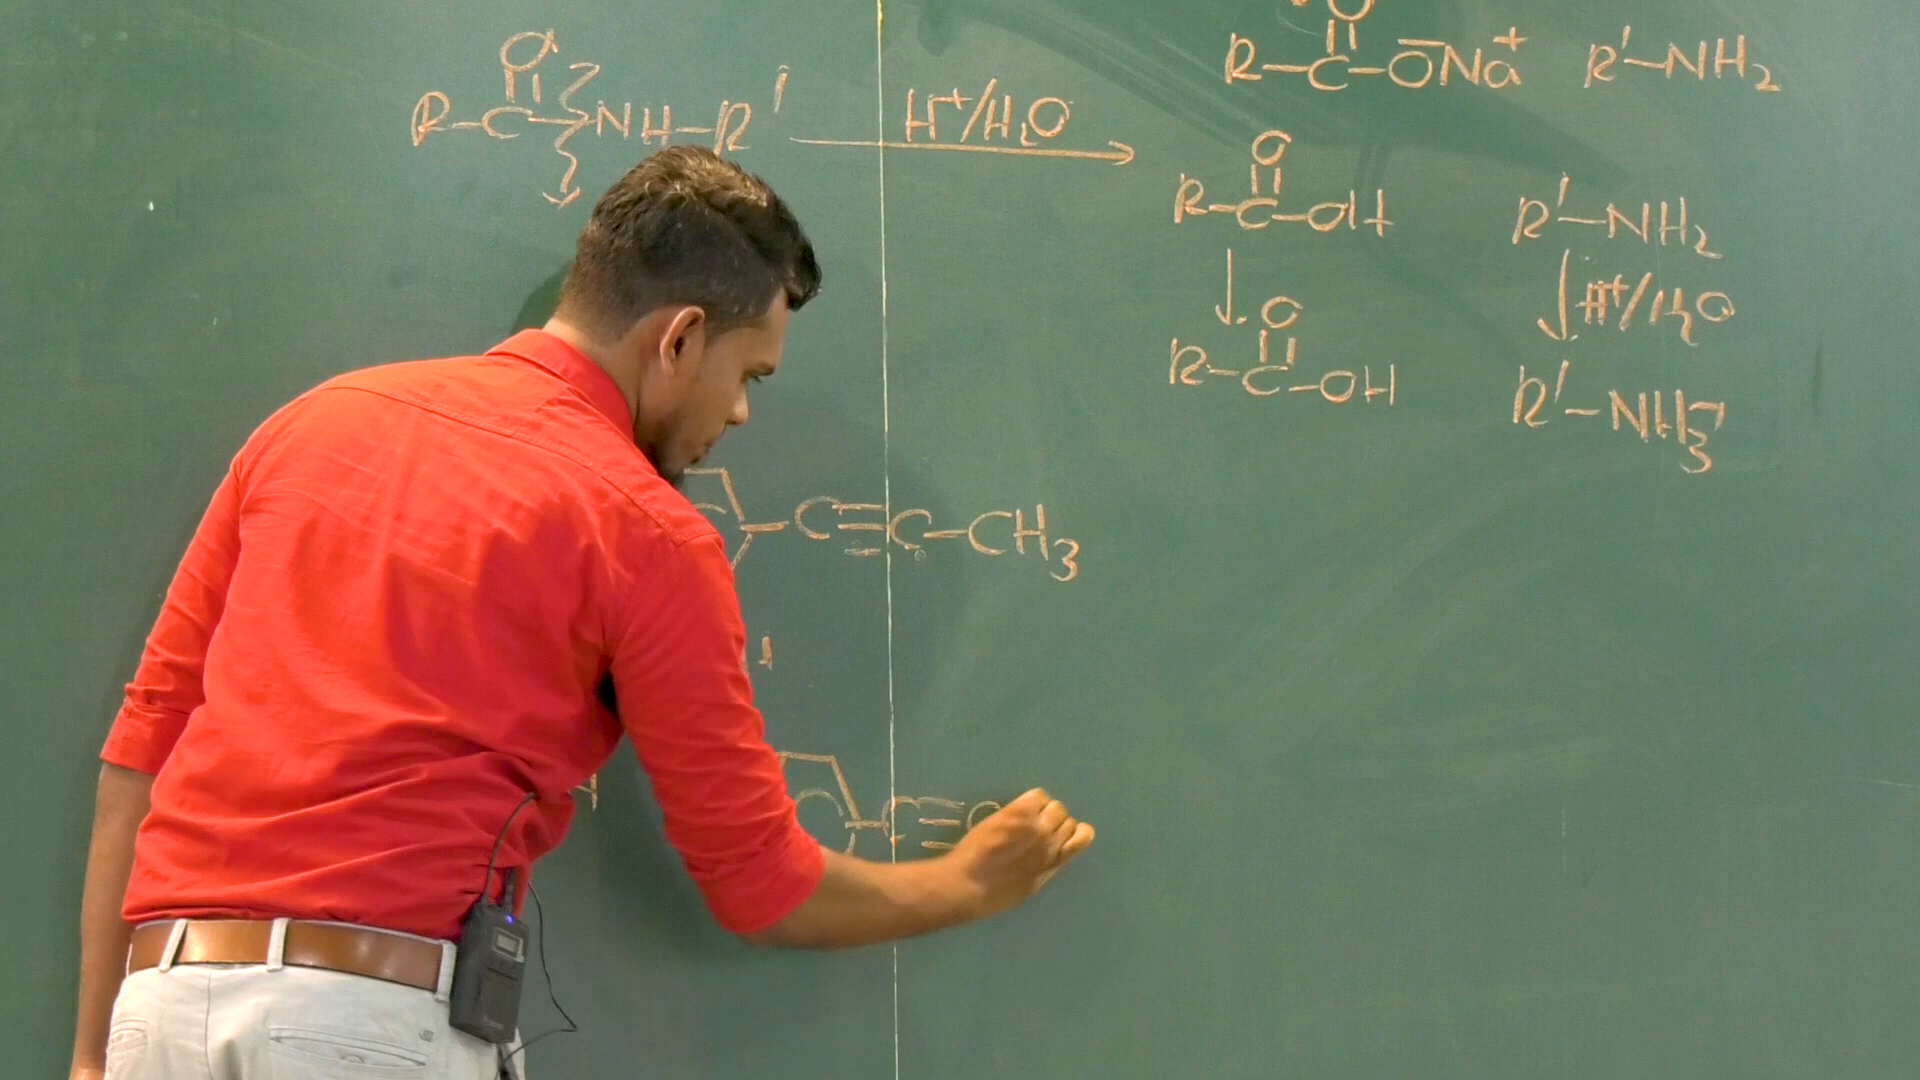 O
R-C-ŌNa⁺ R'-NH₂
O
R-C-NH-R' H⁺/H₂O
O
R-C-OH R'-NH₂
H⁺/H₂O
O
R-C-OH R'-NH₃
C≡C-CH₃
C≡C